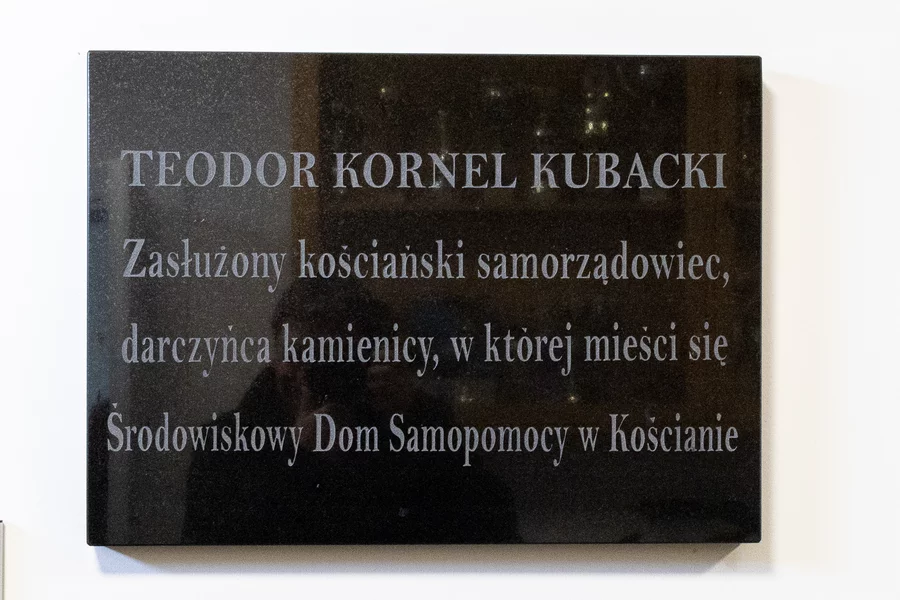 TEODOR KORNEL KUBACKI
Zasłużony kościański samorządowiec,
darczyńca kamienicy, w której mieści się
Środowiskowy Dom Samopomocy w Kościanie